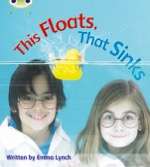 This Floats,
That Sinks
Written by Emma Lynch